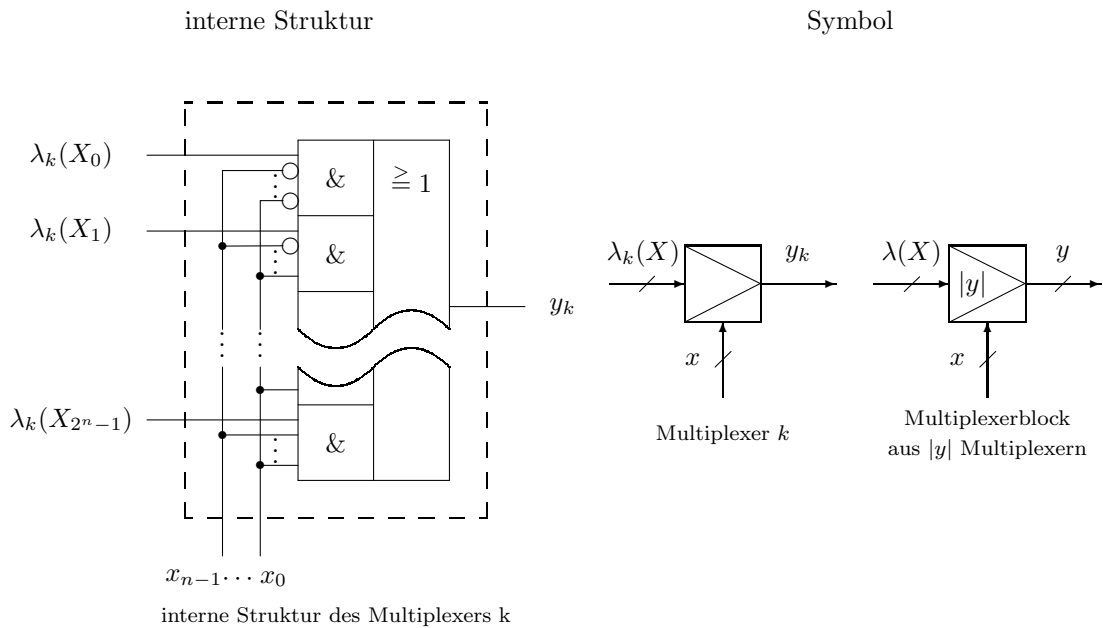 interne Struktur
Symbol
λ_k(X_0)
&
≧ 1
λ_k(X_1)
&
y_k
λ_k(X_{2^n−1})
&
x_{n−1} ··· x_0
interne Struktur des Multiplexers k
λ_k(X)
y_k
x
Multiplexer k
λ(X)
|y|
y
x
Multiplexerblock
aus |y| Multiplexern